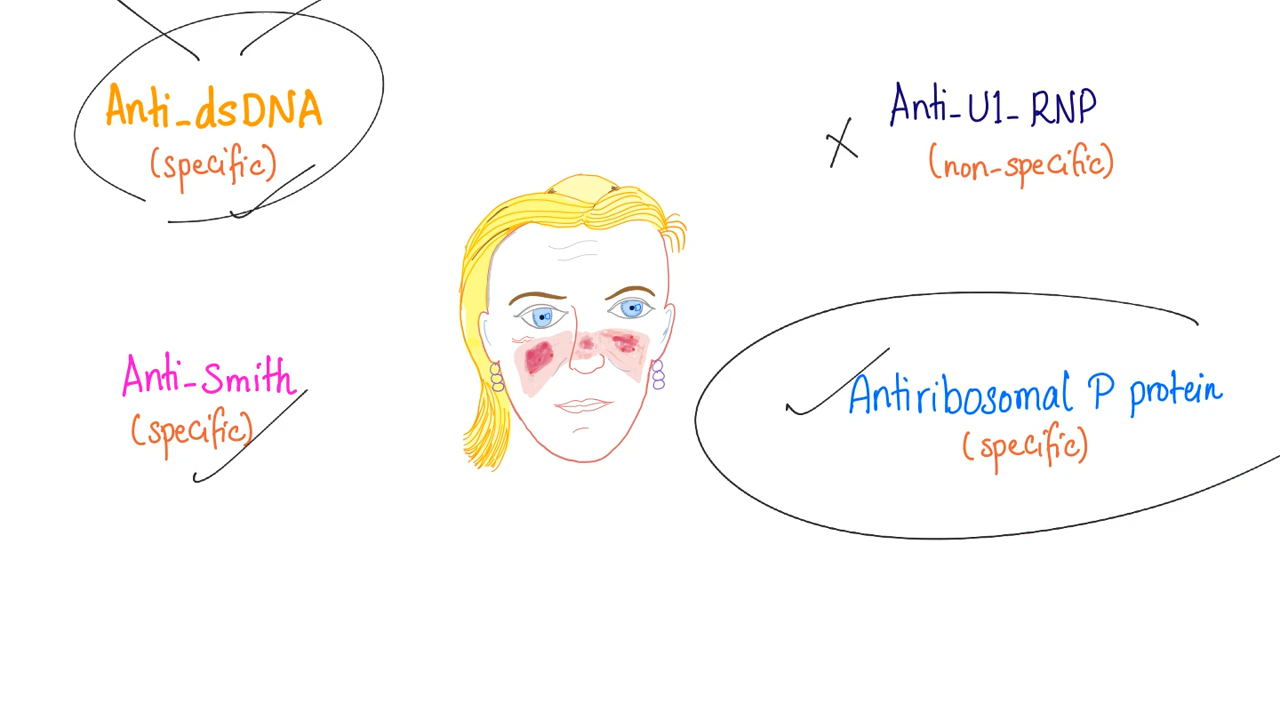 Anti_dsDNA
(specific)
Anti_U1_RNP
(non-specific)
Anti_Smith
(specific)
Antiribosomal P protein
(specific)